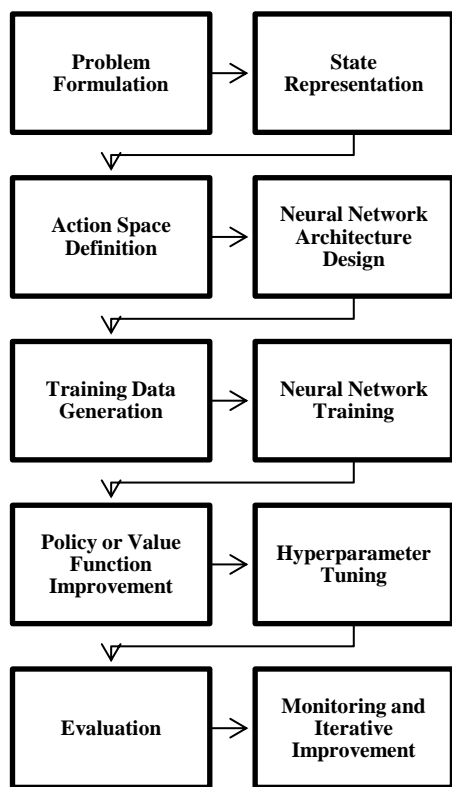 Problem
Formulation
State
Representation
Action Space
Definition
Neural Network
Architecture
Design
Training Data
Generation
Neural Network
Training
Policy or Value
Function
Improvement
Hyperparameter
Tuning
Evaluation
Monitoring and
Iterative
Improvement